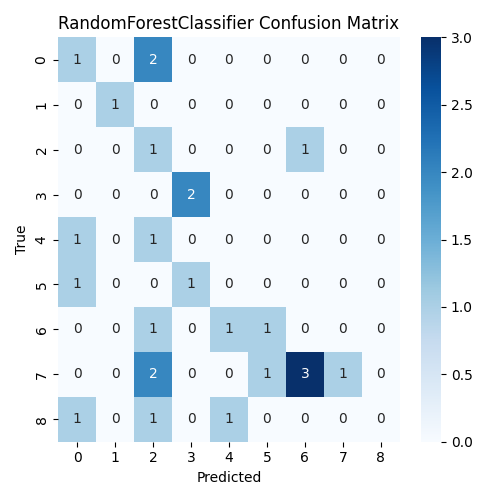 RandomForestClassifier Confusion Matrix
0 1 0 2 0 0 0 0 0 0
1 0 1 0 0 0 0 0 0 0
2 0 0 1 0 0 0 1 0 0
3 0 0 0 2 0 0 0 0 0
4 1 0 1 0 0 0 0 0 0
5 1 0 0 1 0 0 0 0 0
6 0 0 1 0 1 1 0 0 0
7 0 0 2 0 0 1 3 1 0
8 1 0 1 0 1 0 0 0 0
0 1 2 3 4 5 6 7 8
Predicted
True
3.0
2.5
2.0
1.5
1.0
0.5
0.0